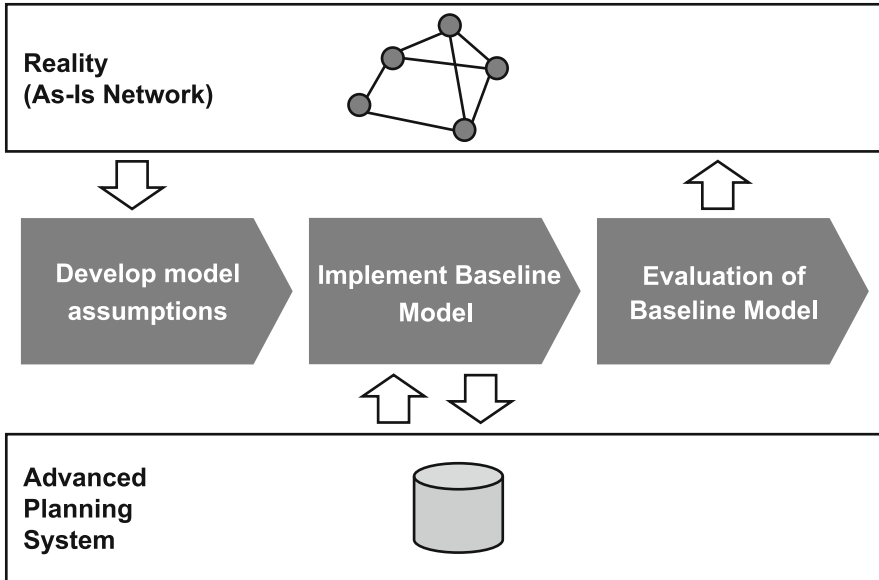 Reality
(As-Is Network)
Develop model
assumptions
Implement Baseline
Model
Evaluation of
Baseline Model
Advanced
Planning
System